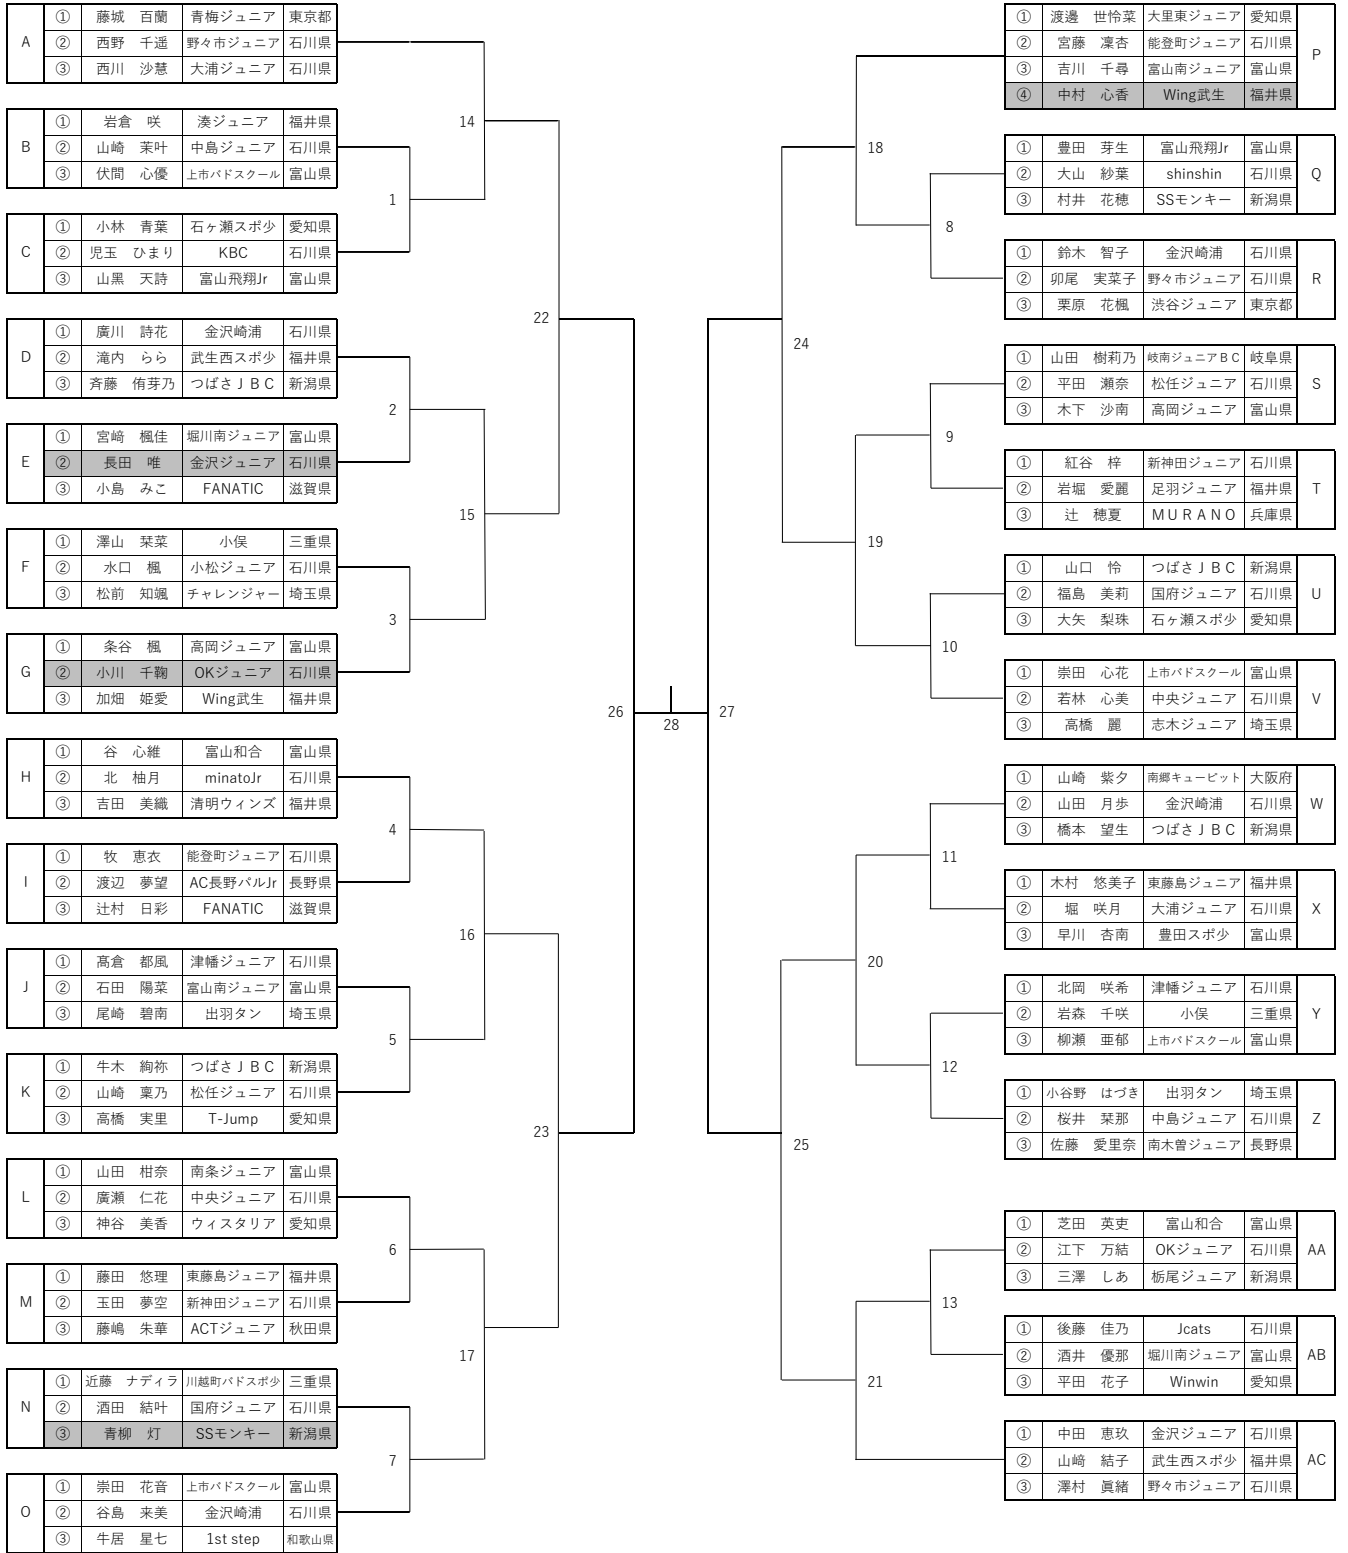 A
① 藤城 百蘭 青梅ジュニア 東京都
② 西野 千遥 野々市ジュニア 石川県
③ 西川 沙慧 大浦ジュニア 石川県
B
① 岩倉 咲 湊ジュニア 福井県
② 山崎 茉叶 中島ジュニア 石川県
③ 伏間 心優 上市バドスクール 富山県
C
① 小林 青葉 石ヶ瀬スポ少 愛知県
② 児玉 ひまり KBC 石川県
③ 山黒 天詩 富山飛翔Jr 富山県
D
① 廣川 詩花 金沢崎浦 石川県
② 滝内 らら 武生西スポ少 福井県
③ 斉藤 侑芽乃 つばさＪＢＣ 新潟県
E
① 宮﨑 楓佳 堀川南ジュニア 富山県
② 長田 唯 金沢ジュニア 石川県
③ 小島 みこ FANATIC 滋賀県
F
① 澤山 栞菜 小俣 三重県
② 水口 楓 小松ジュニア 石川県
③ 松前 知颯 チャレンジャー 埼玉県
G
① 条谷 楓 高岡ジュニア 富山県
② 小川 千鞠 OKジュニア 石川県
③ 加畑 姫愛 Wing武生 福井県
H
① 谷 心維 富山和合 富山県
② 北 柚月 minatoJr 石川県
③ 吉田 美織 清明ウィンズ 福井県
I
① 牧 恵衣 能登町ジュニア 石川県
② 渡辺 夢望 AC長野パルJr 長野県
③ 辻村 日彩 FANATIC 滋賀県
J
① 髙倉 都風 津幡ジュニア 石川県
② 石田 陽菜 富山南ジュニア 富山県
③ 尾崎 碧南 出羽タン 埼玉県
K
① 牛木 絢祢 つばさＪＢＣ 新潟県
② 山崎 稟乃 松任ジュニア 石川県
③ 高橋 実里 T-Jump 愛知県
L
① 山田 柑奈 南条ジュニア 富山県
② 廣瀬 仁花 中央ジュニア 石川県
③ 神谷 美香 ウィスタリア 愛知県
M
① 藤田 悠理 東藤島ジュニア 福井県
② 玉田 夢空 新神田ジュニア 石川県
③ 藤嶋 朱華 ACTジュニア 秋田県
N
① 近藤 ナディラ 川越町バドスポ少 三重県
② 酒田 結叶 国府ジュニア 石川県
③ 青柳 灯 SSモンキー 新潟県
O
① 崇田 花音 上市バドスクール 富山県
② 谷島 来美 金沢崎浦 石川県
③ 牛居 星七 1st step 和歌山県
1
2
3
4
5
6
7
14
15
16
17
22
23
26
28
27
24
25
18
19
20
21
8
9
10
11
12
13
① 渡邊 世怜菜 大里東ジュニア 愛知県
② 宮藤 凜杏 能登町ジュニア 石川県
③ 吉川 千尋 富山南ジュニア 富山県
④ 中村 心香 Wing武生 福井県
P
① 豊田 芽生 富山飛翔Jr 富山県
② 大山 紗葉 shinshin 石川県
③ 村井 花穂 SSモンキー 新潟県
Q
① 鈴木 智子 金沢崎浦 石川県
② 卯尾 実菜子 野々市ジュニア 石川県
③ 栗原 花楓 渋谷ジュニア 東京都
R
① 山田 樹莉乃 岐南ジュニアＢＣ 岐阜県
② 平田 瀬奈 松任ジュニア 石川県
③ 木下 沙南 高岡ジュニア 富山県
S
① 紅谷 梓 新神田ジュニア 石川県
② 岩堀 愛麗 足羽ジュニア 福井県
③ 辻 穂夏 ＭＵＲＡＮＯ 兵庫県
T
① 山口 怜 つばさＪＢＣ 新潟県
② 福島 美莉 国府ジュニア 石川県
③ 大矢 梨珠 石ヶ瀬スポ少 愛知県
U
① 崇田 心花 上市バドスクール 富山県
② 若林 心美 中央ジュニア 石川県
③ 高橋 麗 志木ジュニア 埼玉県
V
① 山崎 紫夕 南郷キューピット 大阪府
② 山田 月歩 金沢崎浦 石川県
③ 橋本 望生 つばさＪＢＣ 新潟県
W
① 木村 悠美子 東藤島ジュニア 福井県
② 堀 咲月 大浦ジュニア 石川県
③ 早川 杏南 豊田スポ少 富山県
X
① 北岡 咲希 津幡ジュニア 石川県
② 岩森 千咲 小俣 三重県
③ 柳瀬 亜郁 上市バドスクール 富山県
Y
① 小谷野 はづき 出羽タン 埼玉県
② 桜井 栞那 中島ジュニア 石川県
③ 佐藤 愛里奈 南木曽ジュニア 長野県
Z
① 芝田 英吏 富山和合 富山県
② 江下 万結 OKジュニア 石川県
③ 三澤 しあ 栃尾ジュニア 新潟県
AA
① 後藤 佳乃 Jcats 石川県
② 酒井 優那 堀川南ジュニア 富山県
③ 平田 花子 Winwin 愛知県
AB
① 中田 恵玖 金沢ジュニア 石川県
② 山﨑 結子 武生西スポ少 福井県
③ 澤村 眞緒 野々市ジュニア 石川県
AC